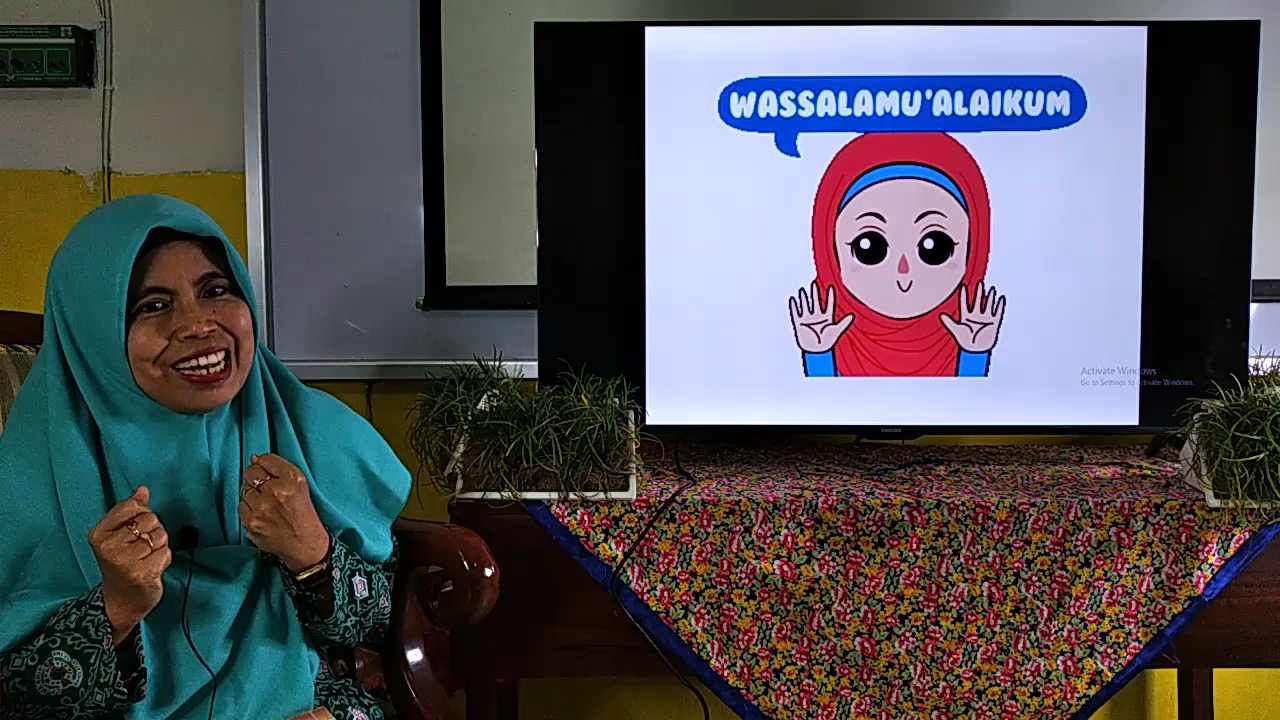 WASSALAMU'ALAIKUM
Activate Windows
Go to Settings to Activate Windows.